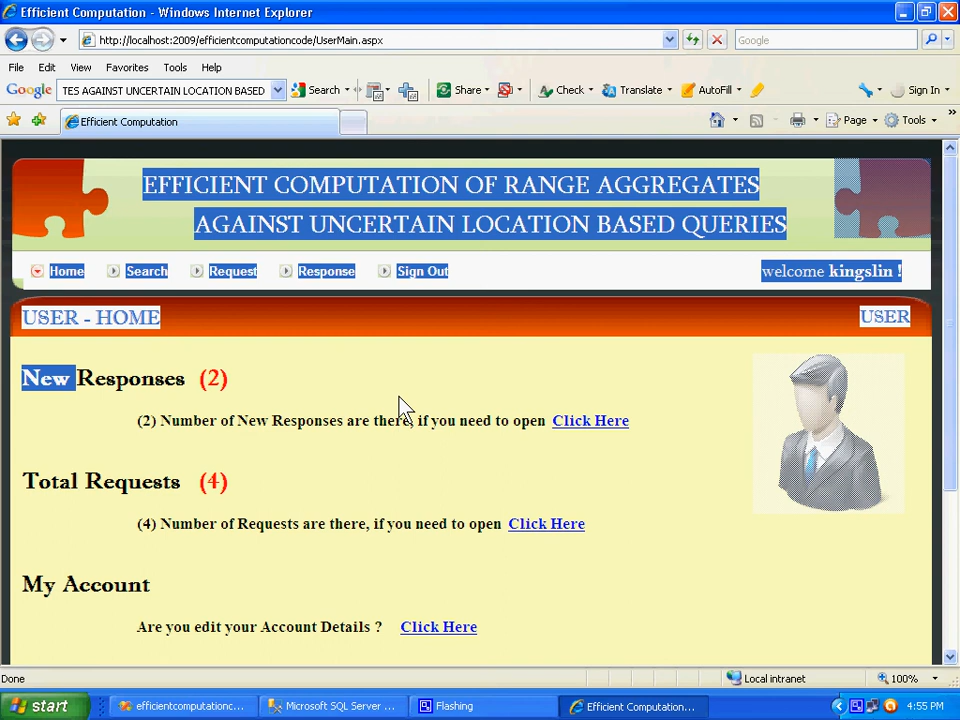 Efficient Computation - Windows Internet Explorer
http://localhost:2009/efficientcomputationcode/UserMain.aspx
Google
File Edit View Favorites Tools Help
Google TES AGAINST UNCERTAIN LOCATION BASED Search Share Check Translate AutoFill Sign In
Efficient Computation Page Tools
EFFICIENT COMPUTATION OF RANGE AGGREGATES
AGAINST UNCERTAIN LOCATION BASED QUERIES
Home Search Request Response Sign Out welcome kingslin !
USER - HOME USER
New Responses (2)
(2) Number of New Responses are there, if you need to open Click Here
Total Requests (4)
(4) Number of Requests are there, if you need to open Click Here
My Account
Are you edit your Account Details ? Click Here
Done Local intranet 100%
start efficientcomputationc... Microsoft SQL Server ... Flashing Efficient Computation... 4:55 PM